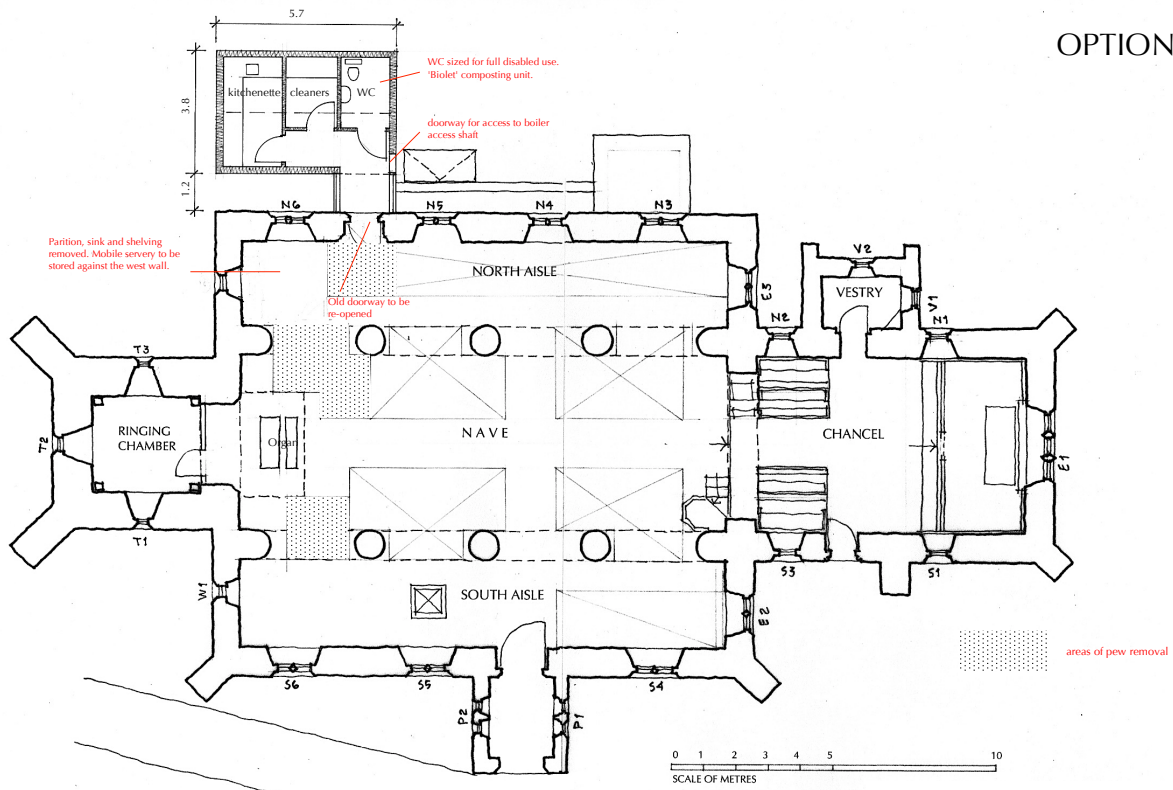 OPTION
5.7
3.8
1.2
kitchenette
cleaners
WC
WC sized for full disabled use.
'Biolet' composting unit.
doorway for access to boiler
access shaft
Parition, sink and shelving
removed. Mobile servery to be
stored against the west wall.
Old doorway to be
re-opened
N6
N5
N4
N3
NORTH AISLE
E3
V2
VESTRY
V1
N2
N1
T3
RINGING
CHAMBER
T2
T1
Organ
NAVE
CHANCEL
E1
W1
SOUTH AISLE
E2
S3
S1
S6
S5
S4
P2
P1
areas of pew removal
0 1 2 3 4 5 10
SCALE OF METRES